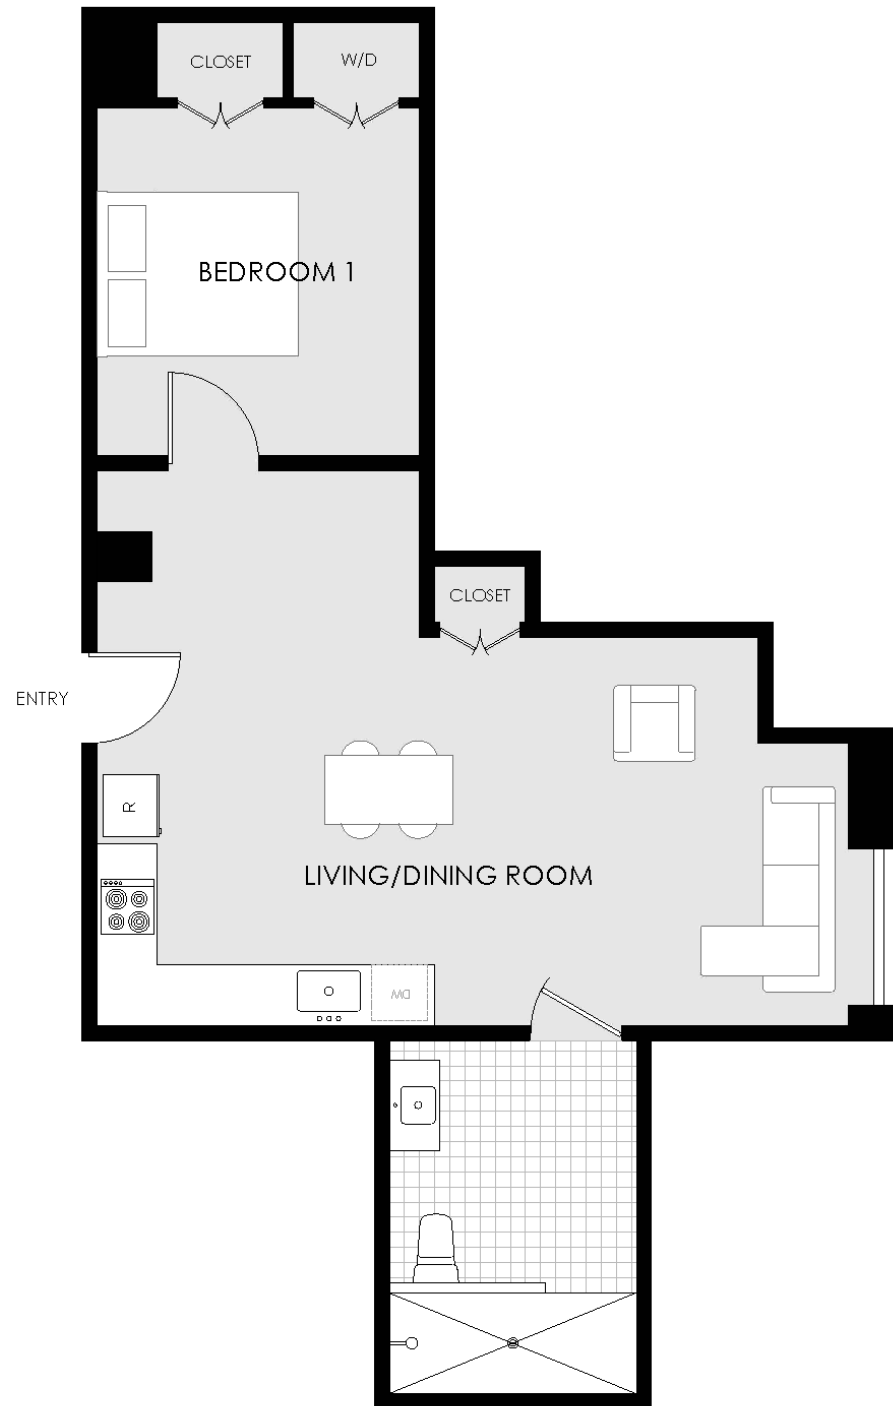 CLOSET
W/D
BEDROOM 1
CLOSET
ENTRY
R
LIVING/DINING ROOM
DW